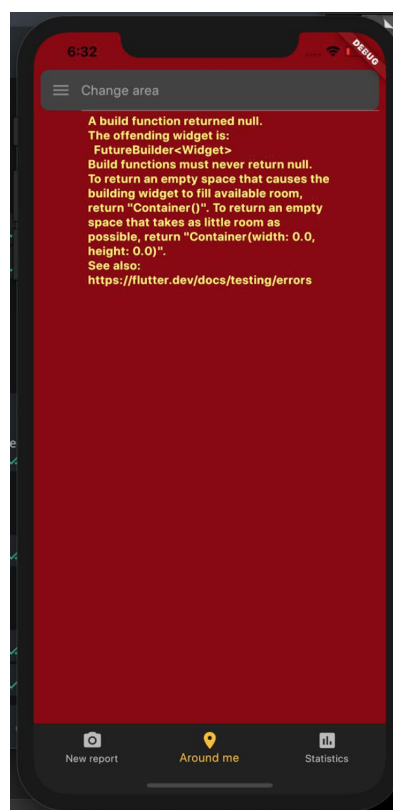 6:32
DEBUG
Change area
A build function returned null.
The offending widget is:
FutureBuilder<Widget>
Build functions must never return null.
To return an empty space that causes the
building widget to fill available room,
return "Container()". To return an empty
space that takes as little room as
possible, return "Container(width: 0.0,
height: 0.0)".
See also:
https://flutter.dev/docs/testing/errors
e
New report
Around me
Statistics